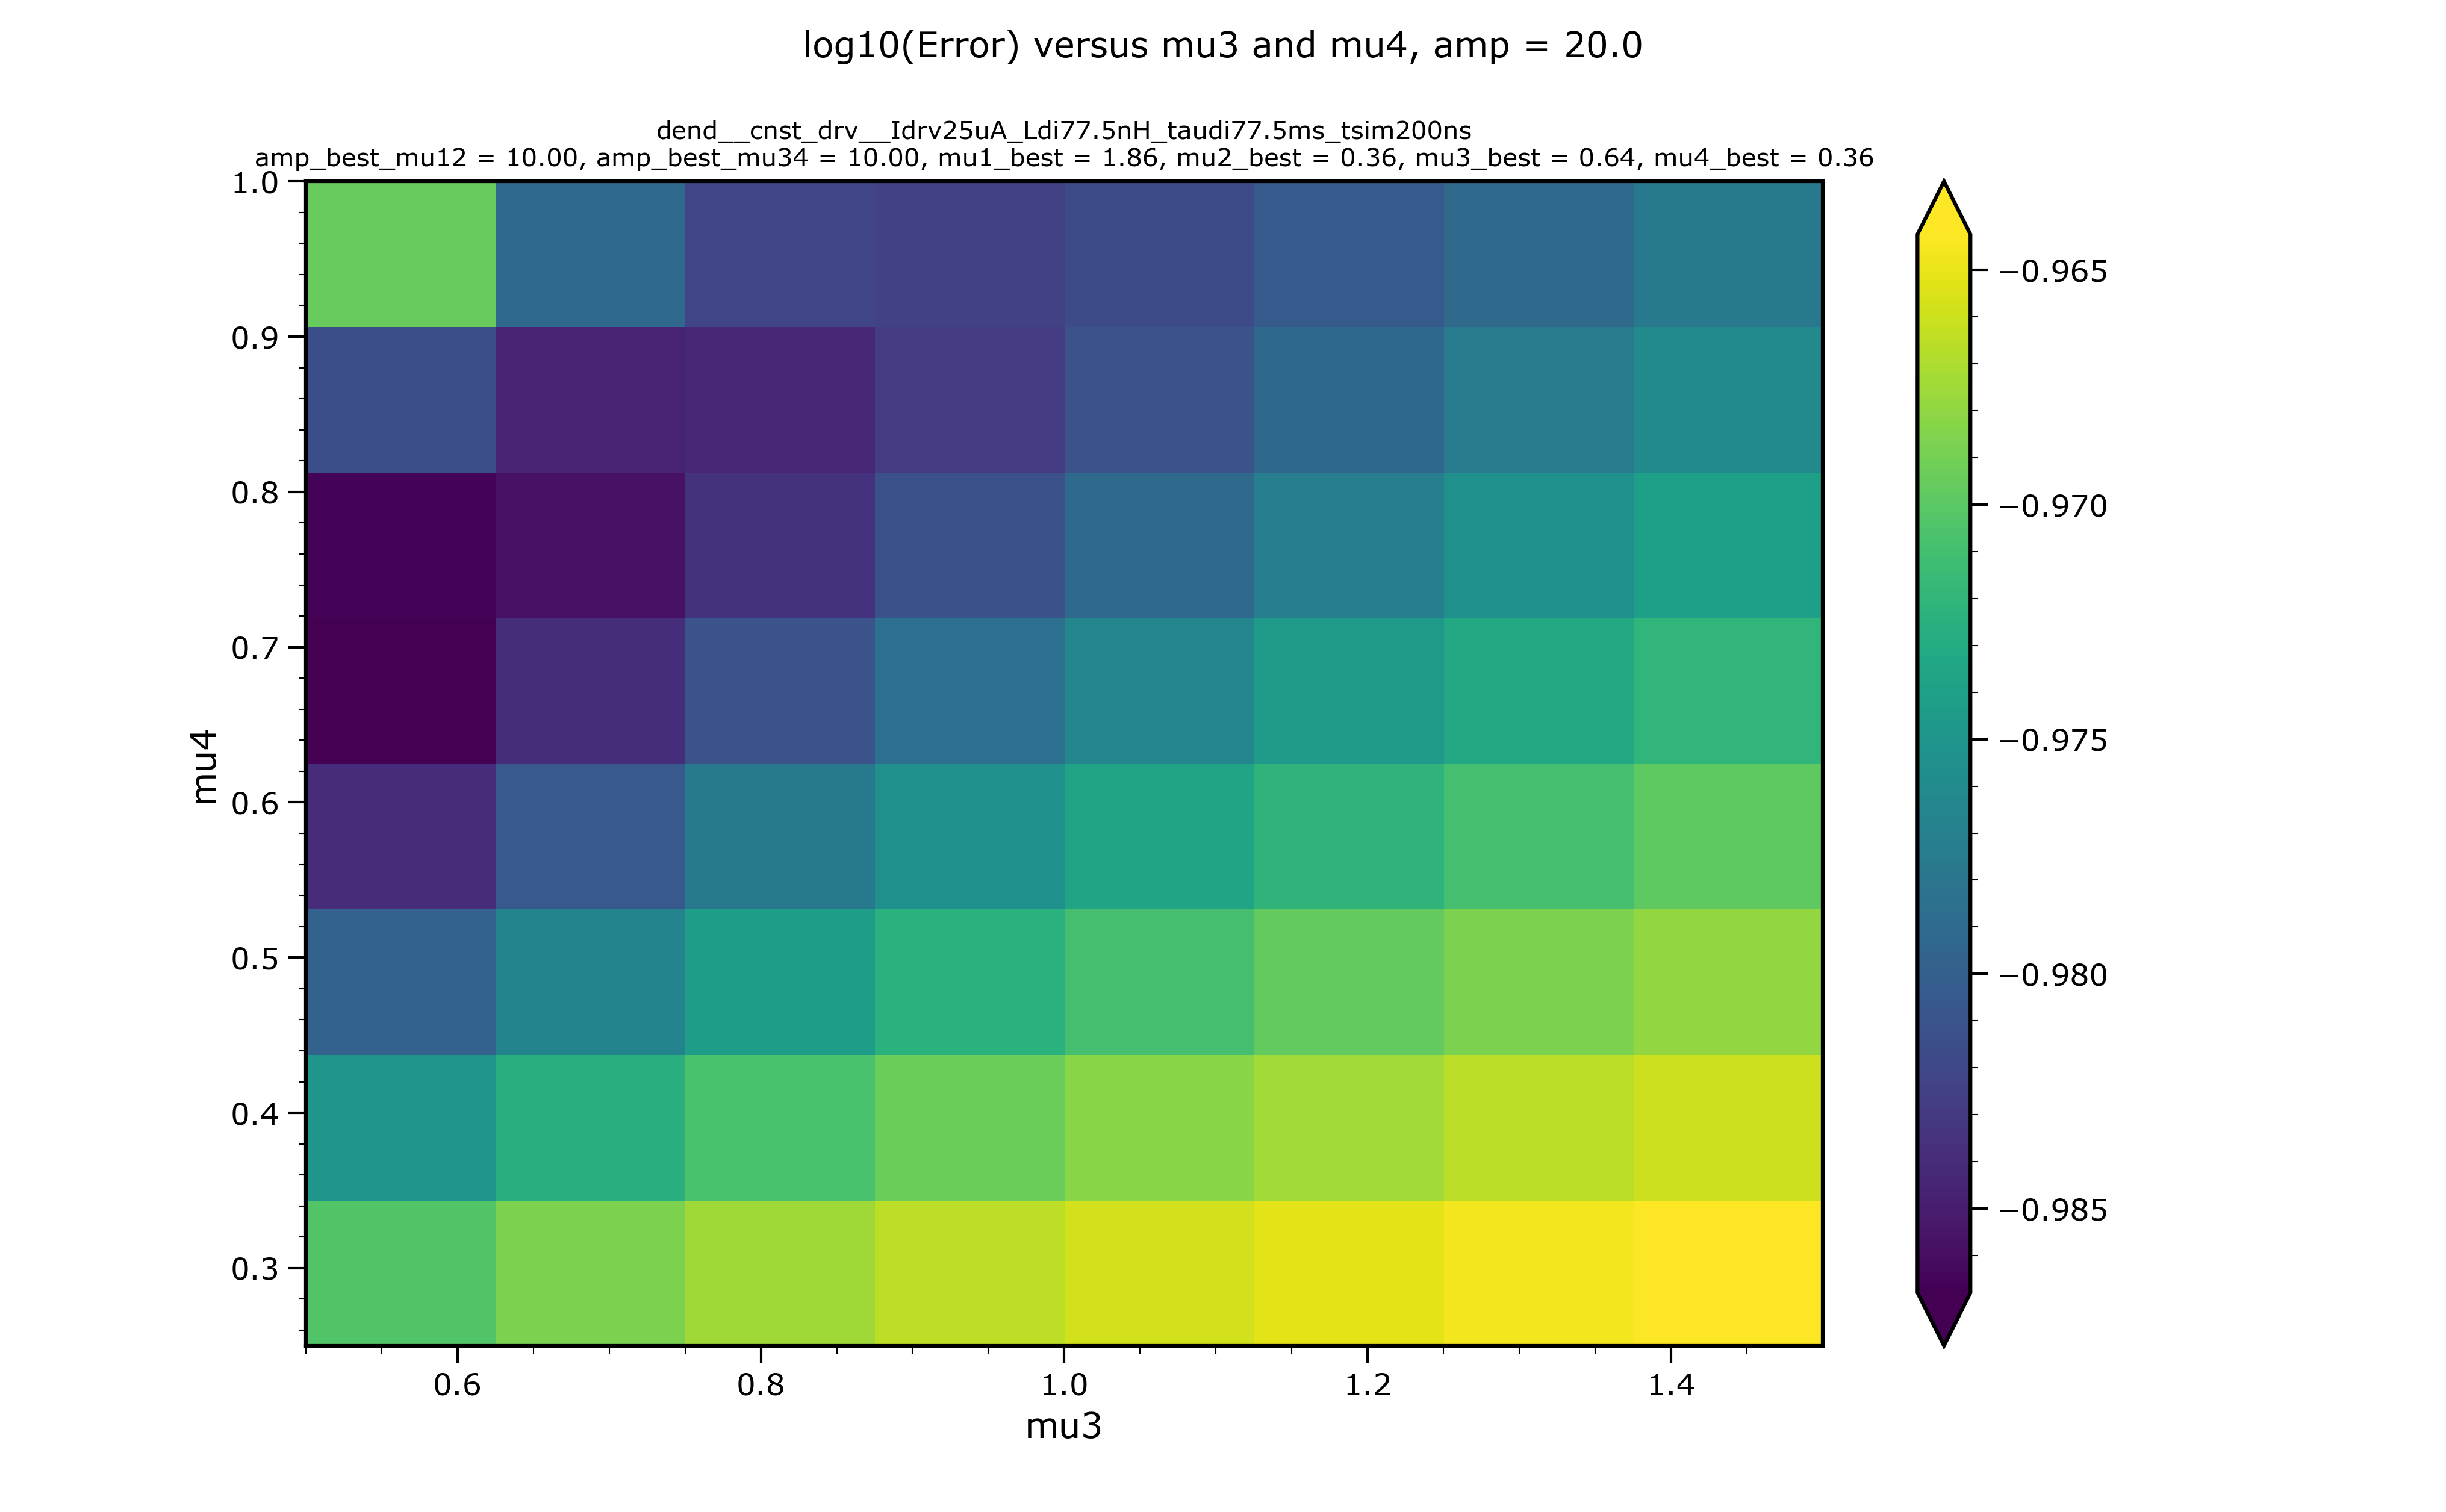 log10(Error) versus mu3 and mu4, amp = 20.0
dend__cnst_drv__Idrv25uA_Ldi77.5nH_taudi77.5ms_tsim200ns
amp_best_mu12 = 10.00, amp_best_mu34 = 10.00, mu1_best = 1.86, mu2_best = 0.36, mu3_best = 0.64, mu4_best = 0.36
1.0
0.9
0.8
0.7
0.6
0.5
0.4
0.3
mu4
0.6 0.8 1.0 1.2 1.4
mu3
−0.965
−0.970
−0.975
−0.980
−0.985